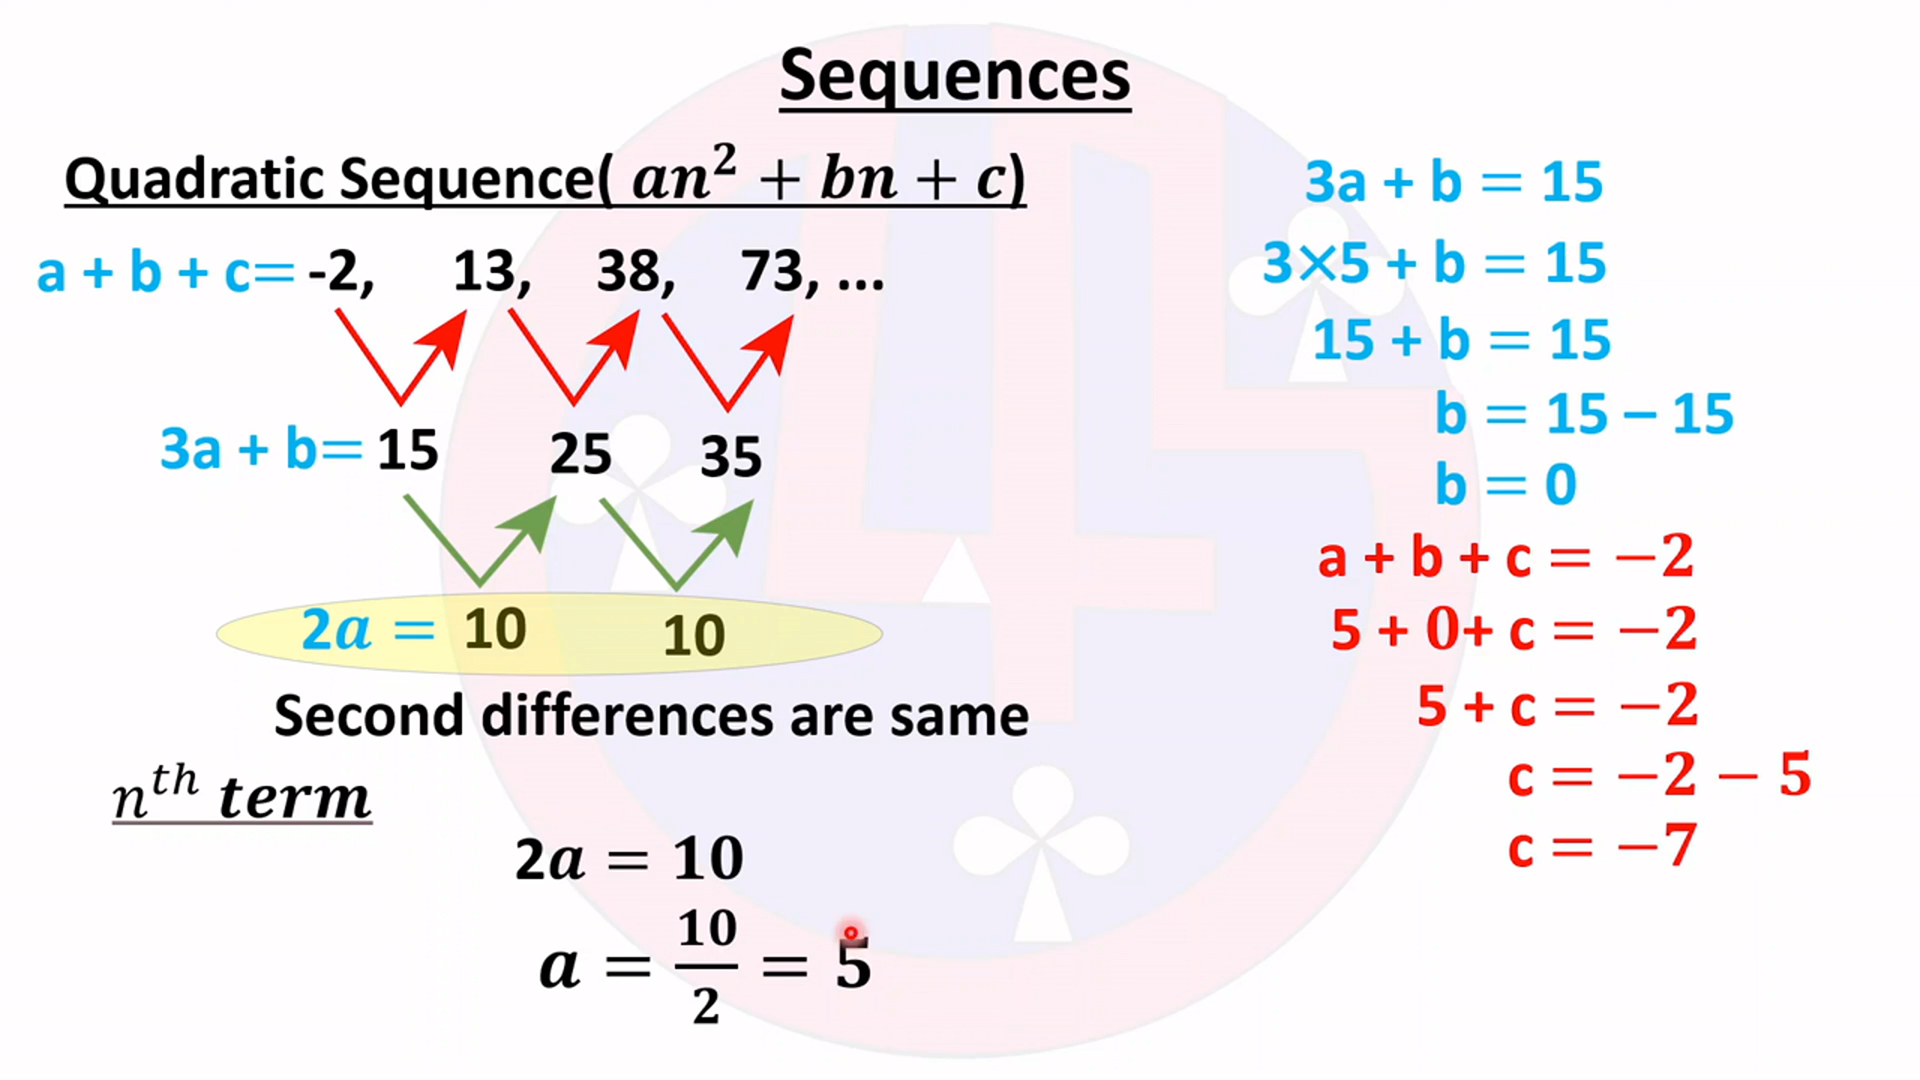 Sequences
Quadratic Sequence( an² + bn + c)
a + b + c= -2, 13, 38, 73, ...
3a + b= 15 25 35
2a = 10 10
Second differences are same
nᵗʰ term
2a = 10
a = 10/2 = 5
3a + b = 15
3×5 + b = 15
15 + b = 15
b = 15 – 15
b = 0
a + b + c = −2
5 + 0+ c = −2
5 + c = −2
c = −2 − 5
c = −7